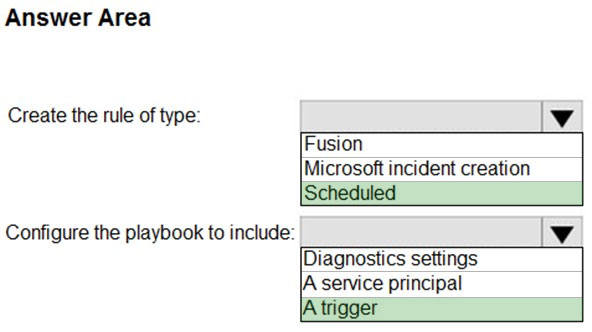 Answer Area
Create the rule of type:
Fusion
Microsoft incident creation
Scheduled
Configure the playbook to include:
Diagnostics settings
A service principal
A trigger